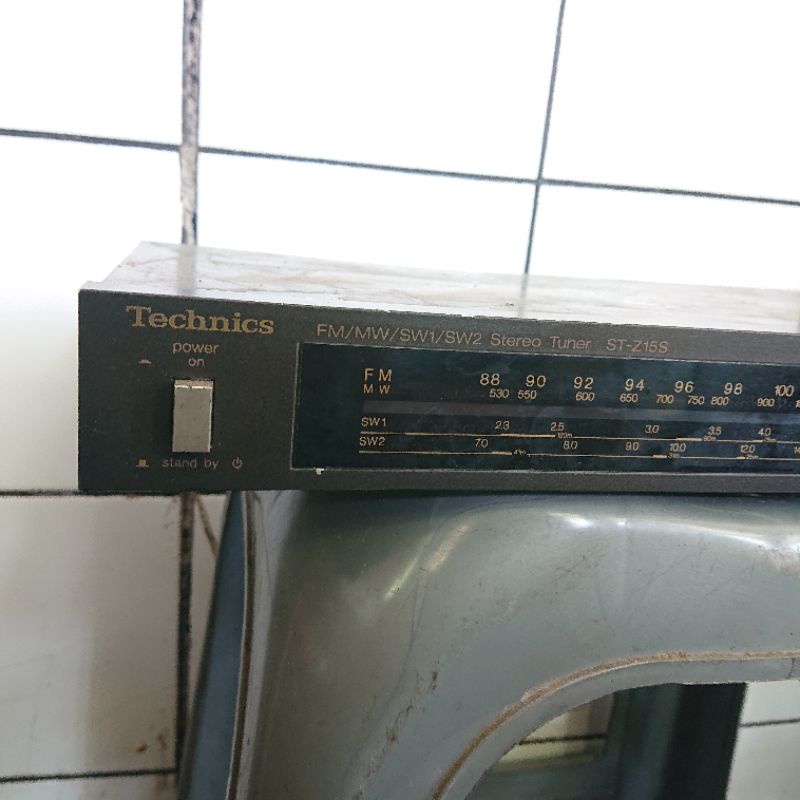 Technics
FM/MW/SW1/SW2 Stereo Tuner ST-Z15S
power
on
stand by
FM 88 90 92 94 96 98 100
MW 530 550 600 650 700 750 800 900
SW1 2.3 2.5 3.0 3.5 4.0
120m 90m
SW2 7.0 8.0 9.0 10.0 12.0